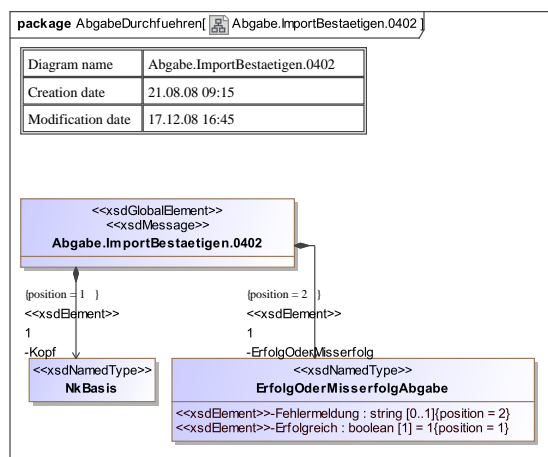 package AbgabeDurchfuehren[ Abgabe.ImportBestaetigen.0402 ]
Diagram name Abgabe.ImportBestaetigen.0402
Creation date 21.08.08 09:15
Modification date 17.12.08 16:45
<<xsdGlobalElement>>
<<xsdMessage>>
Abgabe.ImportBestaetigen.0402
{position = 1 }
<<xsdElement>>
1
-Kopf
{position = 2 }
<<xsdElement>>
1
-ErfolgOderMisserfolg
<<xsdNamedType>>
NkBasis
<<xsdNamedType>>
ErfolgOderMisserfolgAbgabe
<<xsdElement>>-Fehlermeldung : string [0..1]{position = 2}
<<xsdElement>>-Erfolgreich : boolean [1] = 1{position = 1}